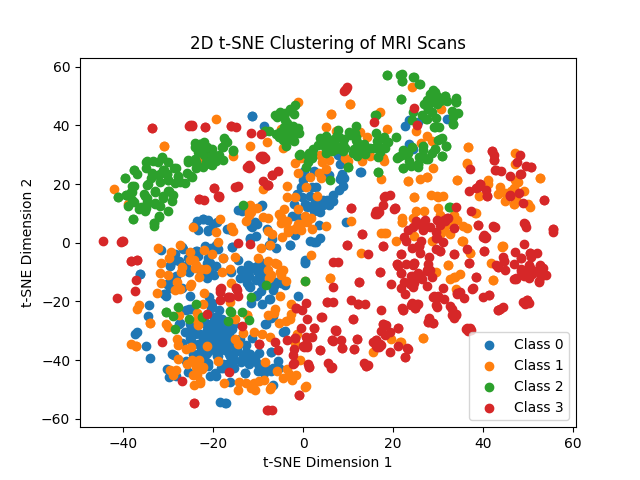 2D t-SNE Clustering of MRI Scans
60
40
20
0
−20
−40
−60
t-SNE Dimension 2
−40
−20
0
20
40
60
t-SNE Dimension 1
Class 0
Class 1
Class 2
Class 3